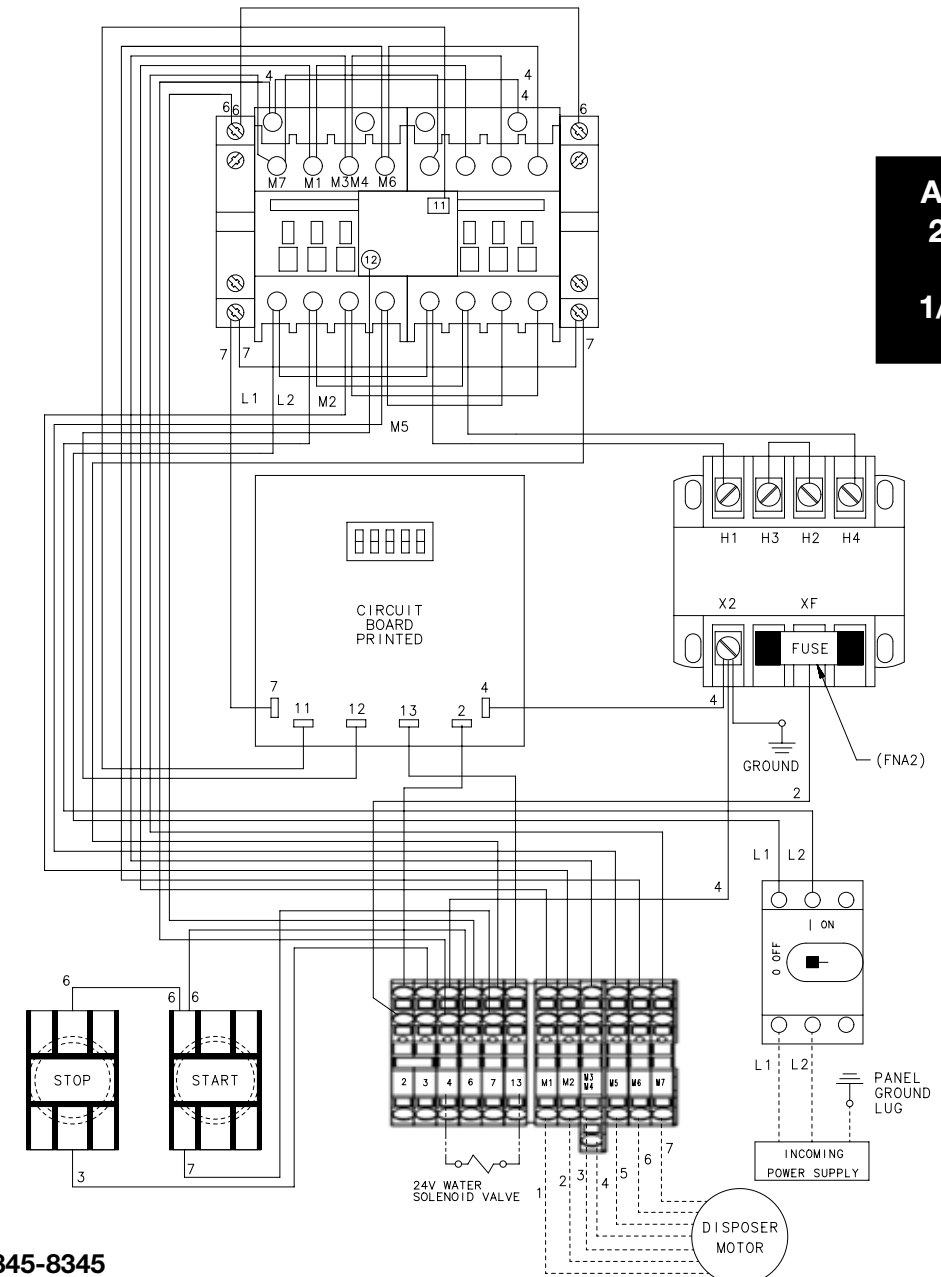 4
4
4
6
6
6
M7
M1
M3
M4
M6
11
12
7
7
7
L1
L2
M2
M5
H1
H3
H2
H4
X2
XF
FUSE
CIRCUIT
BOARD
PRINTED
7
11
12
13
2
4
4
GROUND
(FNA2)
2
4
L1
L2
| ON
O OFF
6
6
6
STOP
START
3
7
2
3
4
6
7
13
M1
M2
M3
M4
M5
M6
M7
L1
L2
PANEL
GROUND
LUG
INCOMING
POWER SUPPLY
24V WATER
SOLENOID VALVE
1
2
3
4
5
6
7
DISPOSER
MOTOR
A
2
1/
345-8345